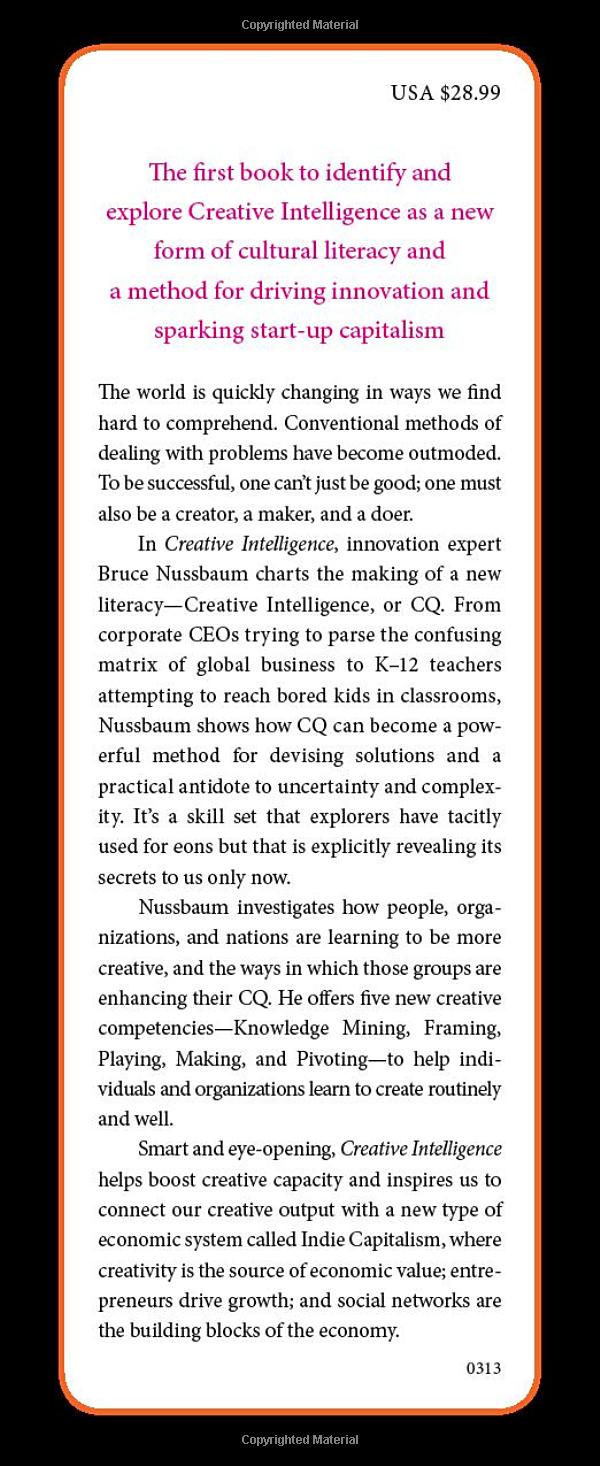 Copyrighted Material
USA $28.99
The first book to identify and
explore Creative Intelligence as a new
form of cultural literacy and
a method for driving innovation and
sparking start-up capitalism
The world is quickly changing in ways we find
hard to comprehend. Conventional methods of
dealing with problems have become outmoded.
To be successful, one can’t just be good; one must
also be a creator, a maker, and a doer.
In Creative Intelligence, innovation expert
Bruce Nussbaum charts the making of a new
literacy—Creative Intelligence, or CQ. From
corporate CEOs trying to parse the confusing
matrix of global business to K–12 teachers
attempting to reach bored kids in classrooms,
Nussbaum shows how CQ can become a pow-
erful method for devising solutions and a
practical antidote to uncertainty and complex-
ity. It’s a skill set that explorers have tacitly
used for eons but that is explicitly revealing its
secrets to us only now.
Nussbaum investigates how people, orga-
nizations, and nations are learning to be more
creative, and the ways in which those groups are
enhancing their CQ. He offers five new creative
competencies—Knowledge Mining, Framing,
Playing, Making, and Pivoting—to help indi-
viduals and organizations learn to create routinely
and well.
Smart and eye-opening, Creative Intelligence
helps boost creative capacity and inspires us to
connect our creative output with a new type of
economic system called Indie Capitalism, where
creativity is the source of economic value; entre-
preneurs drive growth; and social networks are
the building blocks of the economy.
0313
Copyrighted Material